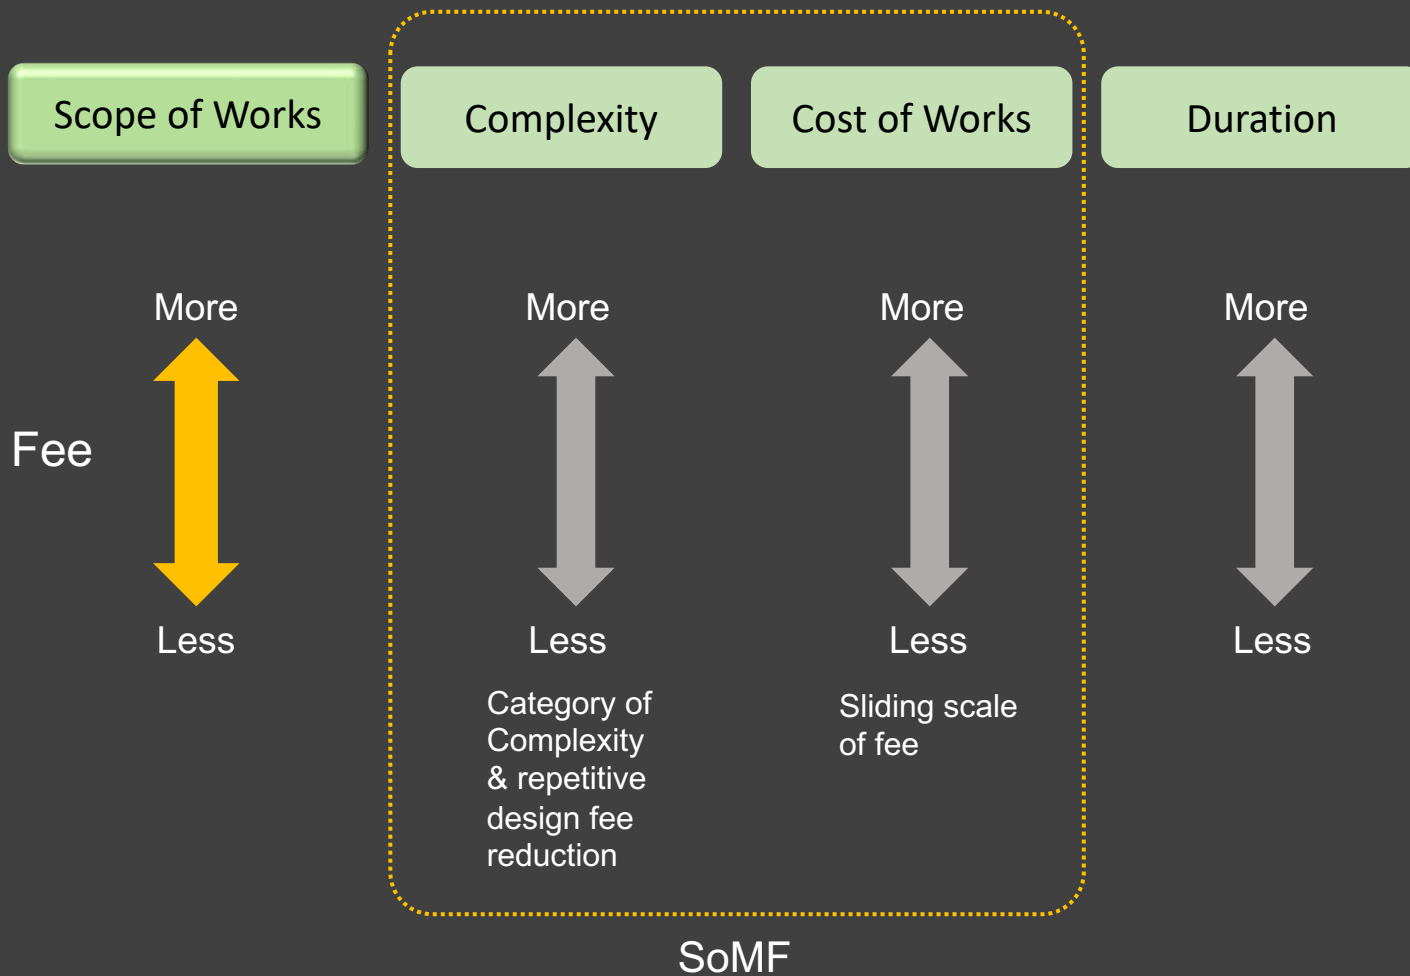 Scope of Works
Complexity
Cost of Works
Duration
More
More
More
More
Fee
Less
Less
Less
Less
Category of
Complexity
& repetitive
design fee
reduction
Sliding scale
of fee
SoMF